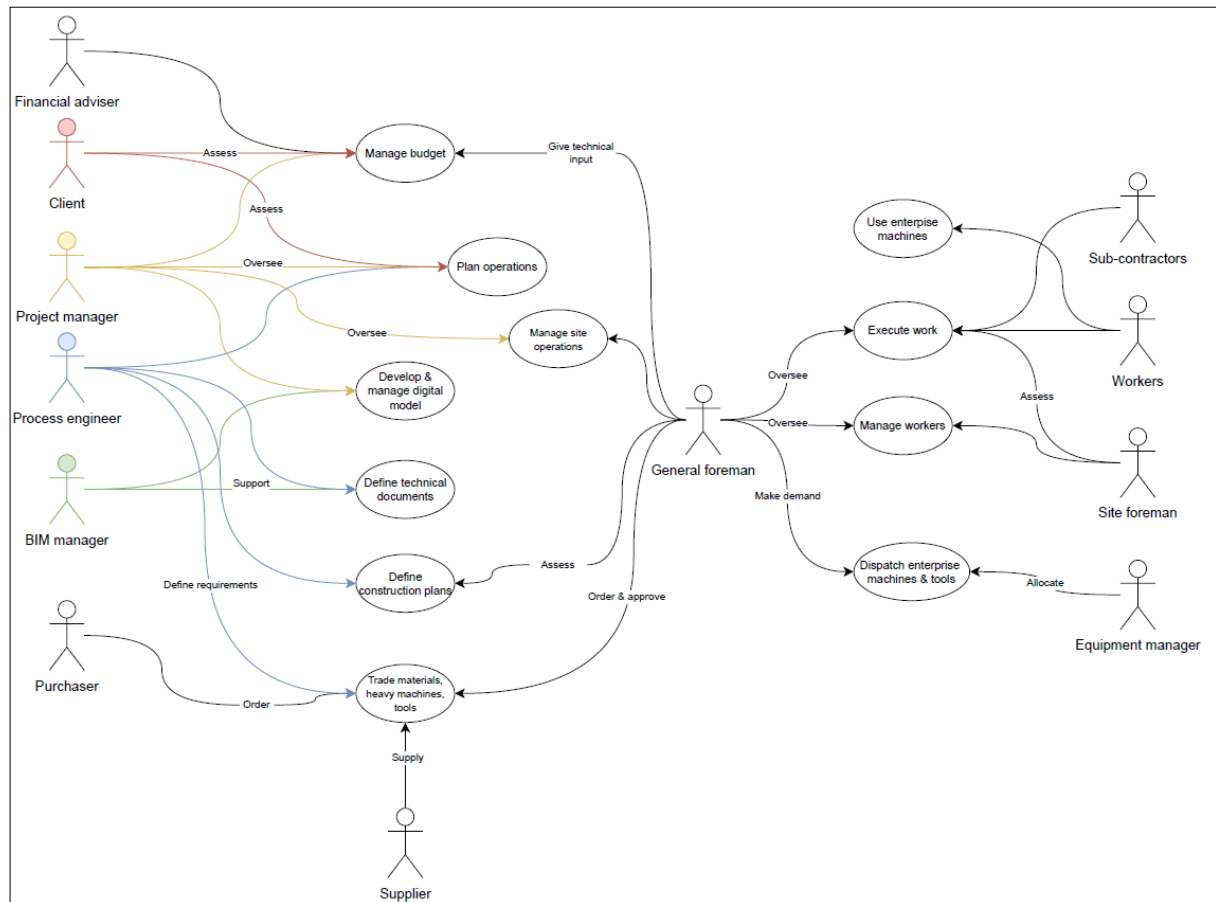 Financial adviser
Client
Project manager
Process engineer
BIM manager
Purchaser
Supplier
Assess
Assess
Oversee
Oversee
Support
Define requirements
Order
Supply
Manage budget
Plan operations
Manage site
operations
Develop &
manage digital
model
Define technical
documents
Define
construction plans
Trade materials,
heavy machines,
tools
Give technical
input
Assess
Order & approve
General foreman
Oversee
Oversee
Make demand
Use enterpise
machines
Execute work
Manage workers
Dispatch enterprise
machines & tools
Assess
Allocate
Sub-contractors
Workers
Site foreman
Equipment manager